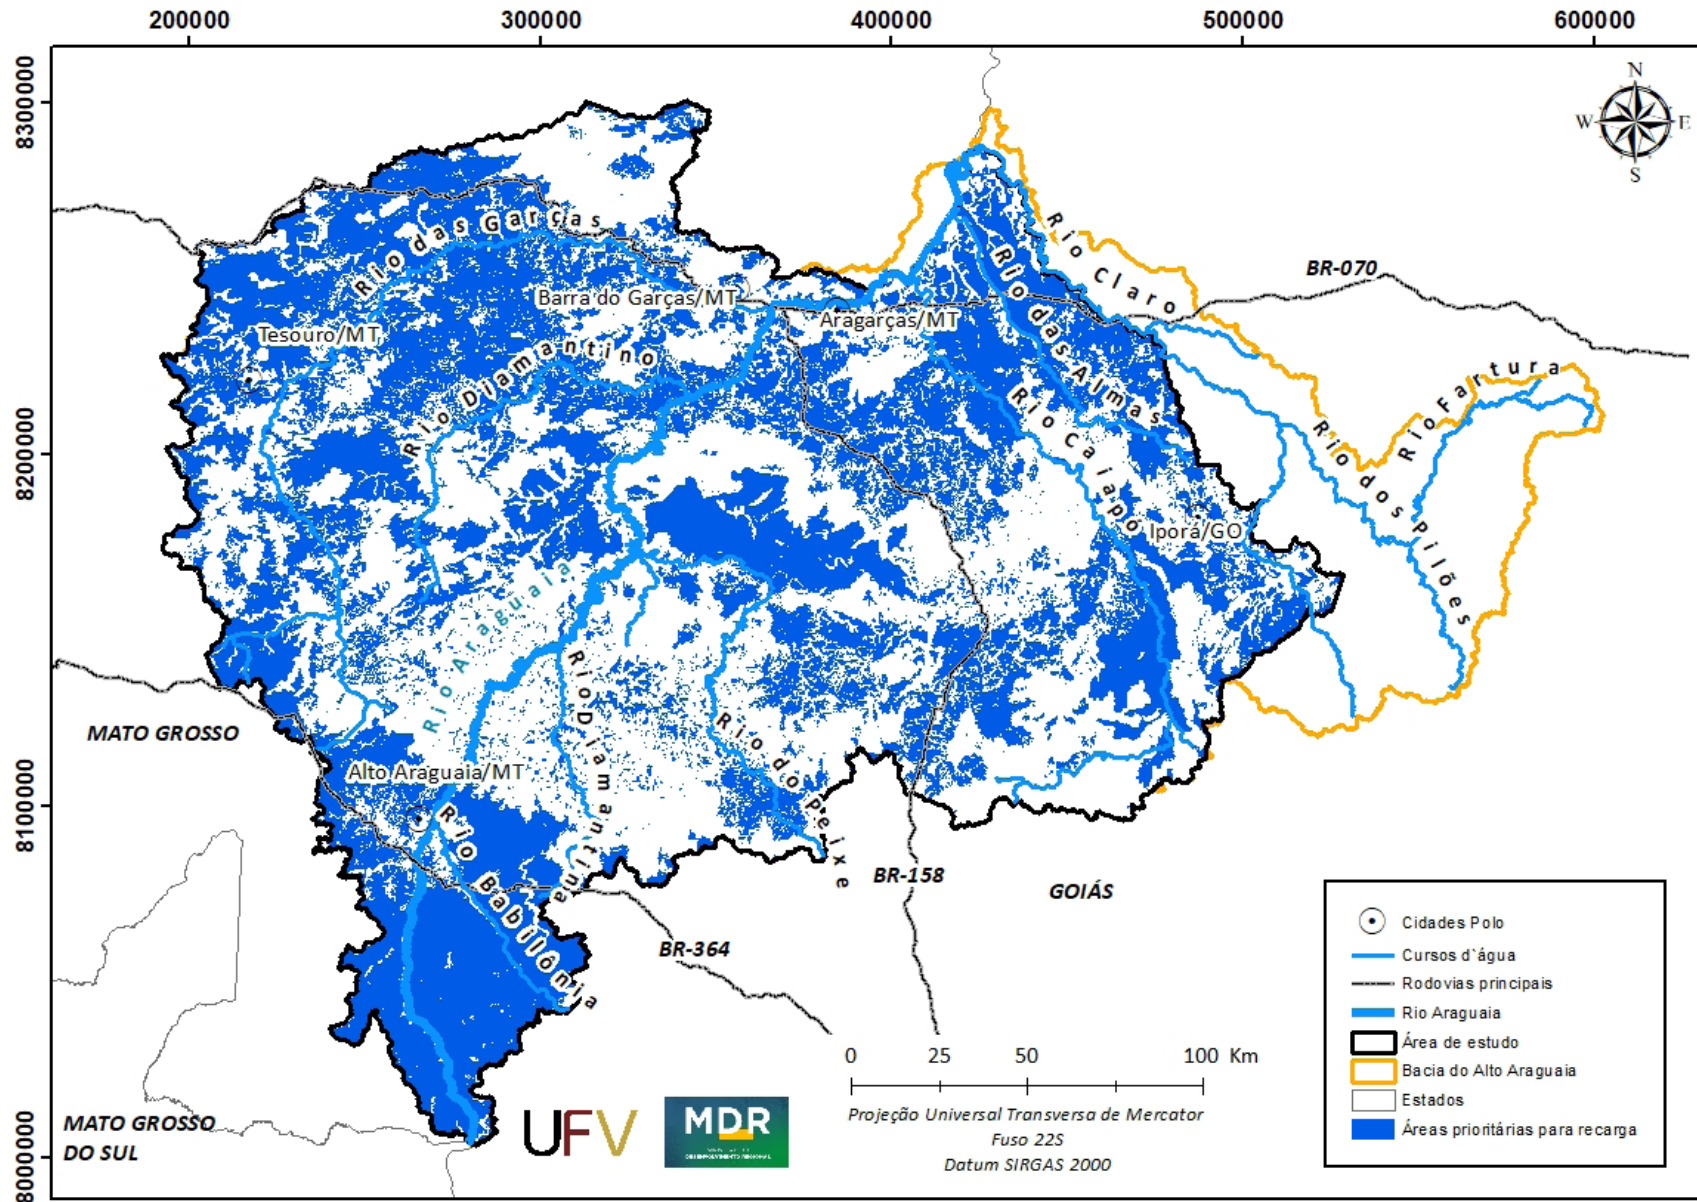 200000
300000
400000
500000
600000
8300000
8200000
8100000
8000000
N
W
E
S
Rio das Garças
Rio Claro
BR-070
Barra do Garças/MT
Aragarças/MT
Tesouro/MT
Rio Diamantino
Rio das Almas
Rio Fartura
Rio Caiapó
Rio dos Pilões
Iporá/GO
Rio Araguaia
Rio Diamantina
Rio do Peixe
MATO GROSSO
Alto Araguaia/MT
Rio Babilônia
BR-158
GOIÁS
BR-364
MATO GROSSO
DO SUL
UFV
MDR
0 25 50 100 Km
Projeção Universal Transversa de Mercator
Fuso 22S
Datum SIRGAS 2000
Cidades Polo
Cursos d`água
Rodovias principais
Rio Araguaia
Área de estudo
Bacia do Alto Araguaia
Estados
Áreas prioritárias para recarga